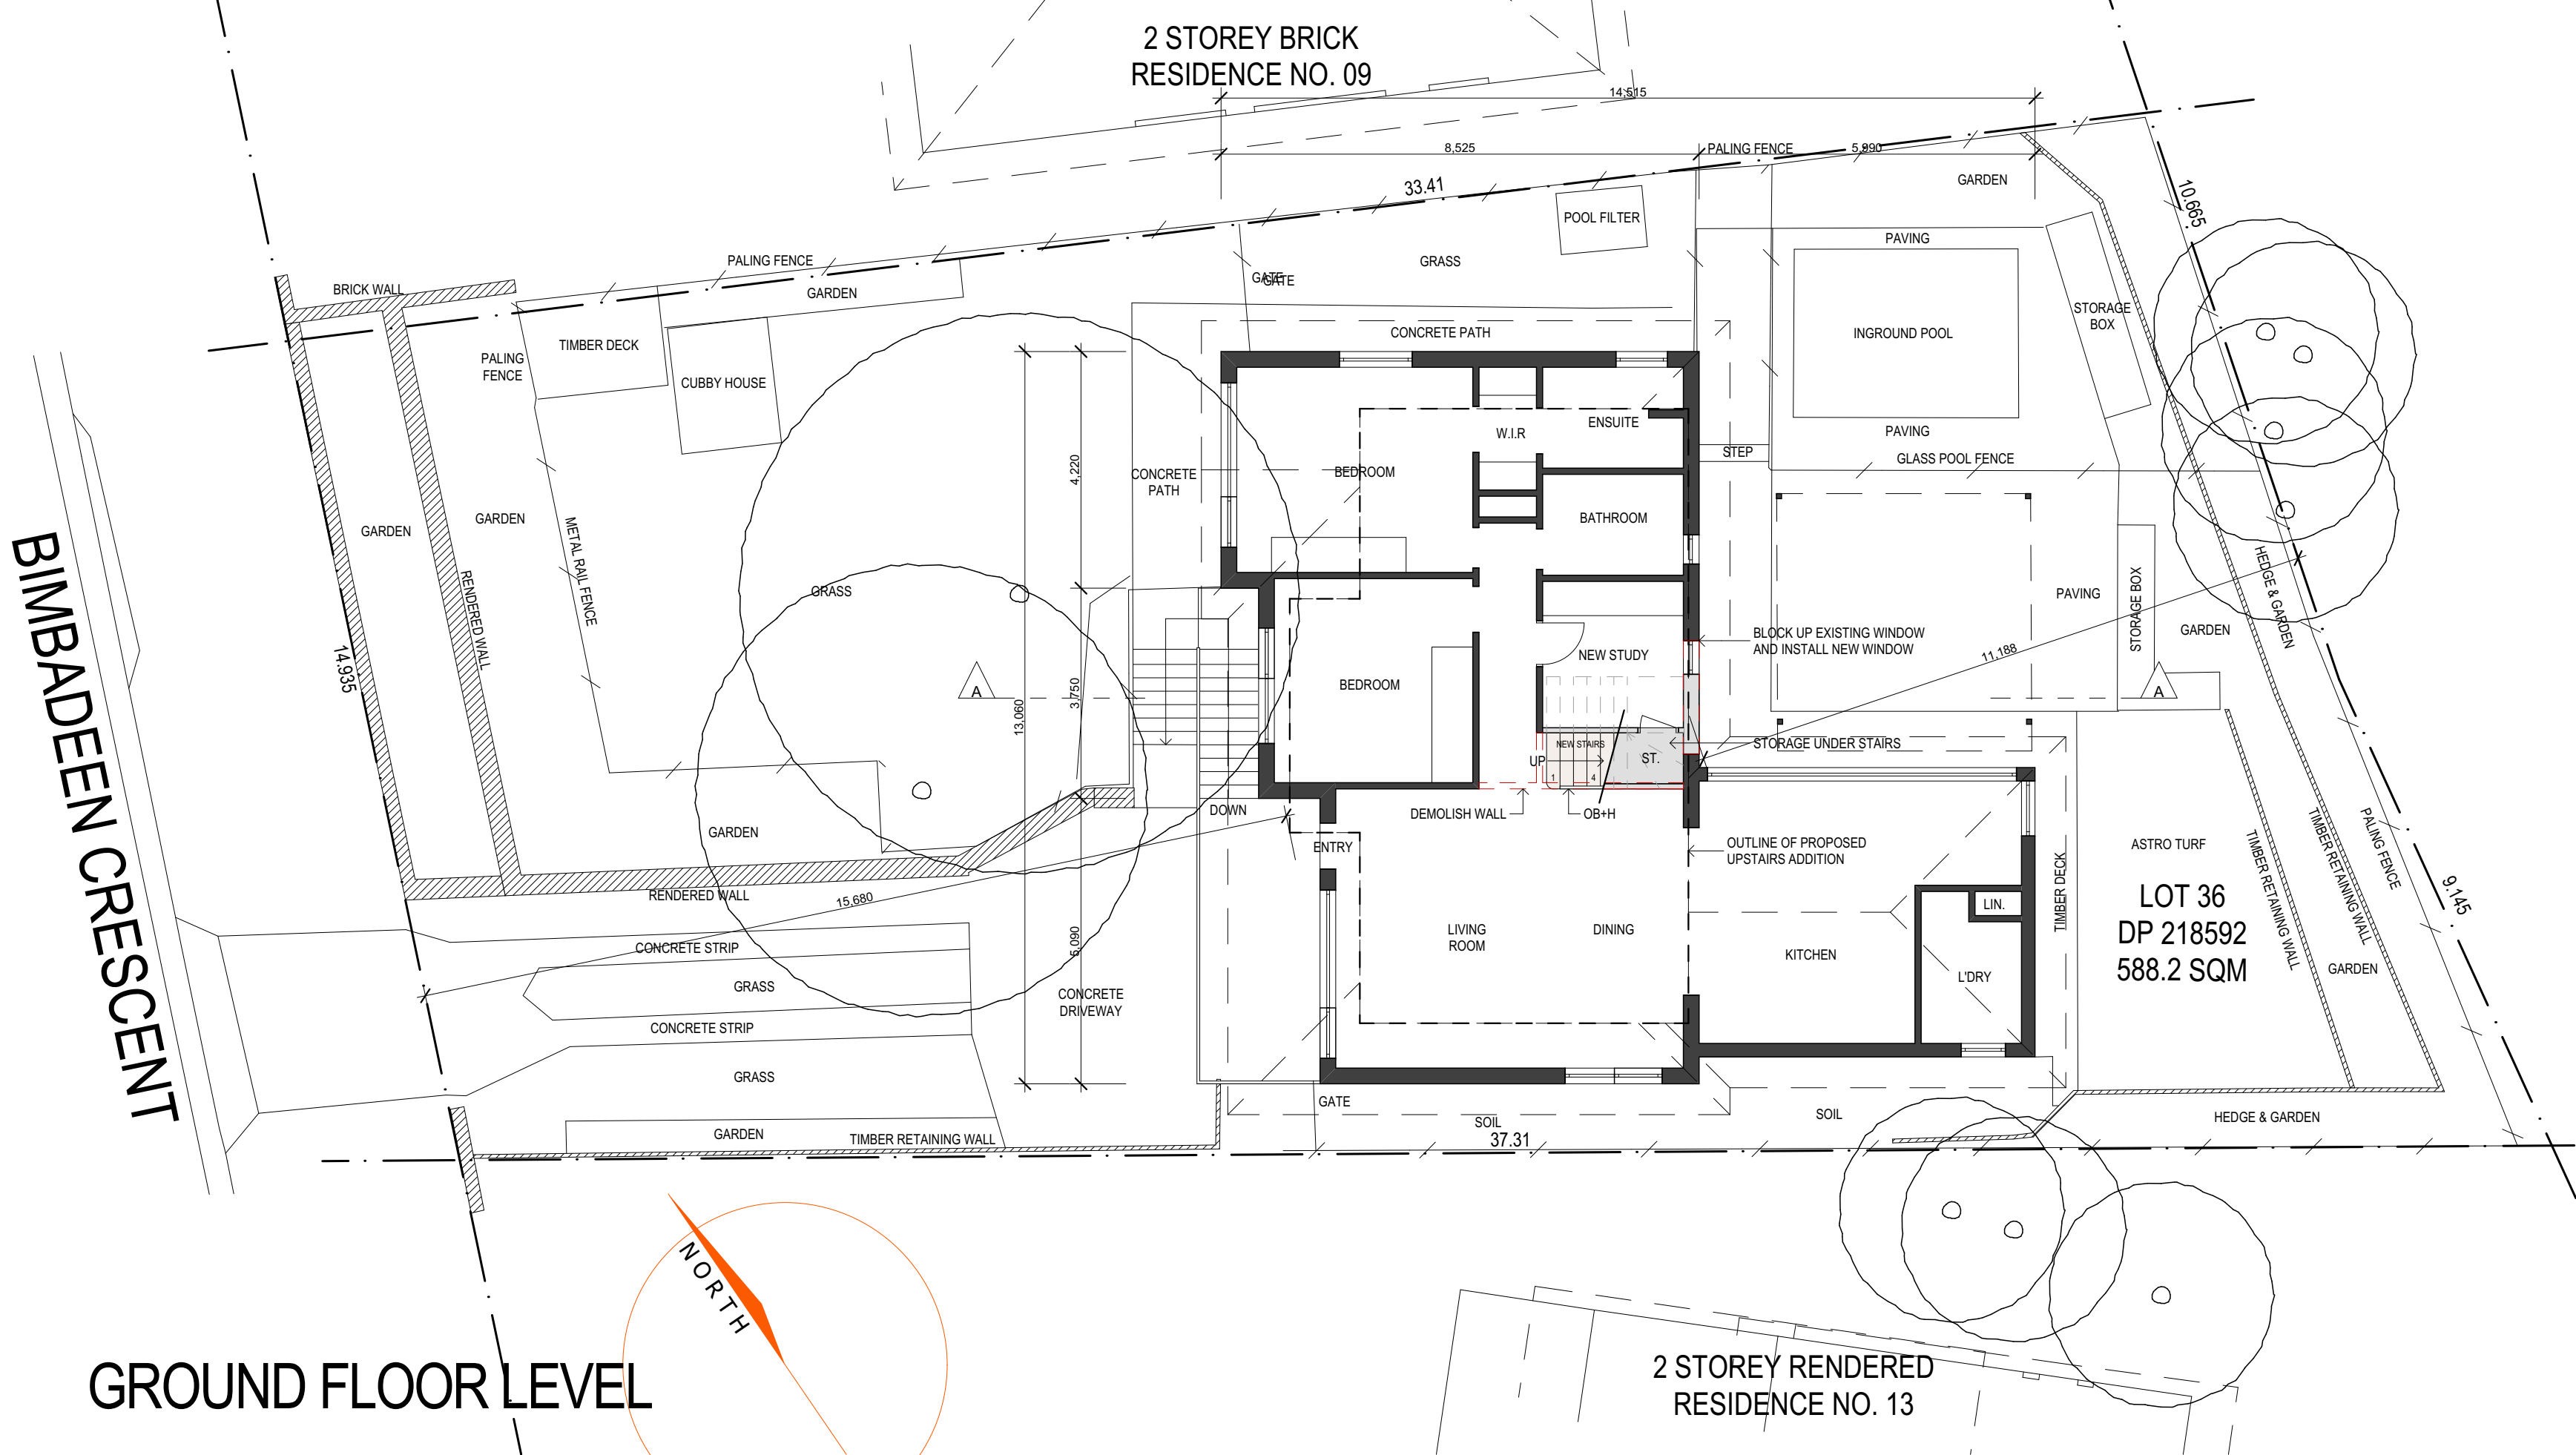 2 STOREY BRICK
RESIDENCE NO. 09
14,515
8,525
PALING FENCE
5,990
33.41
GARDEN
10.665
POOL FILTER
PAVING
GRASS
PALING FENCE
GATE
GATE
BRICK WALL
GARDEN
STORAGE
BOX
INGROUND POOL
CONCRETE PATH
TIMBER DECK
PALING
FENCE
CUBBY HOUSE
ENSUITE
W.I.R
PAVING
STEP
GLASS POOL FENCE
4,220
CONCRETE
PATH
BEDROOM
GARDEN
GARDEN
METAL RAIL FENCE
BATHROOM
HEDGE & GARDEN
BIMBADEEN CRESCENT
RENDERED WALL
GRASS
PAVING
STORAGE BOX
GARDEN
BLOCK UP EXISTING WINDOW
AND INSTALL NEW WINDOW
11,188
NEW STUDY
14.935
BEDROOM
A
A
3,750
13,060
NEW STAIRS
STORAGE UNDER STAIRS
UP
ST.
1
4
DOWN
DEMOLISH WALL
OB+H
GARDEN
ENTRY
OUTLINE OF PROPOSED
UPSTAIRS ADDITION
ASTRO TURF
TIMBER RETAINING WALL
TIMBER RETAINING WALL
PALING FENCE
9.145
TIMBER DECK
LOT 36
DP 218592
588.2 SQM
RENDERED WALL
15,680
LIN.
LIVING
ROOM
DINING
5,090
CONCRETE STRIP
KITCHEN
GARDEN
L'DRY
GRASS
CONCRETE
DRIVEWAY
CONCRETE STRIP
GRASS
GATE
SOIL
SOIL
HEDGE & GARDEN
GARDEN
TIMBER RETAINING WALL
37.31
NORTH
2 STOREY RENDERED
RESIDENCE NO. 13
GROUND FLOOR LEVEL